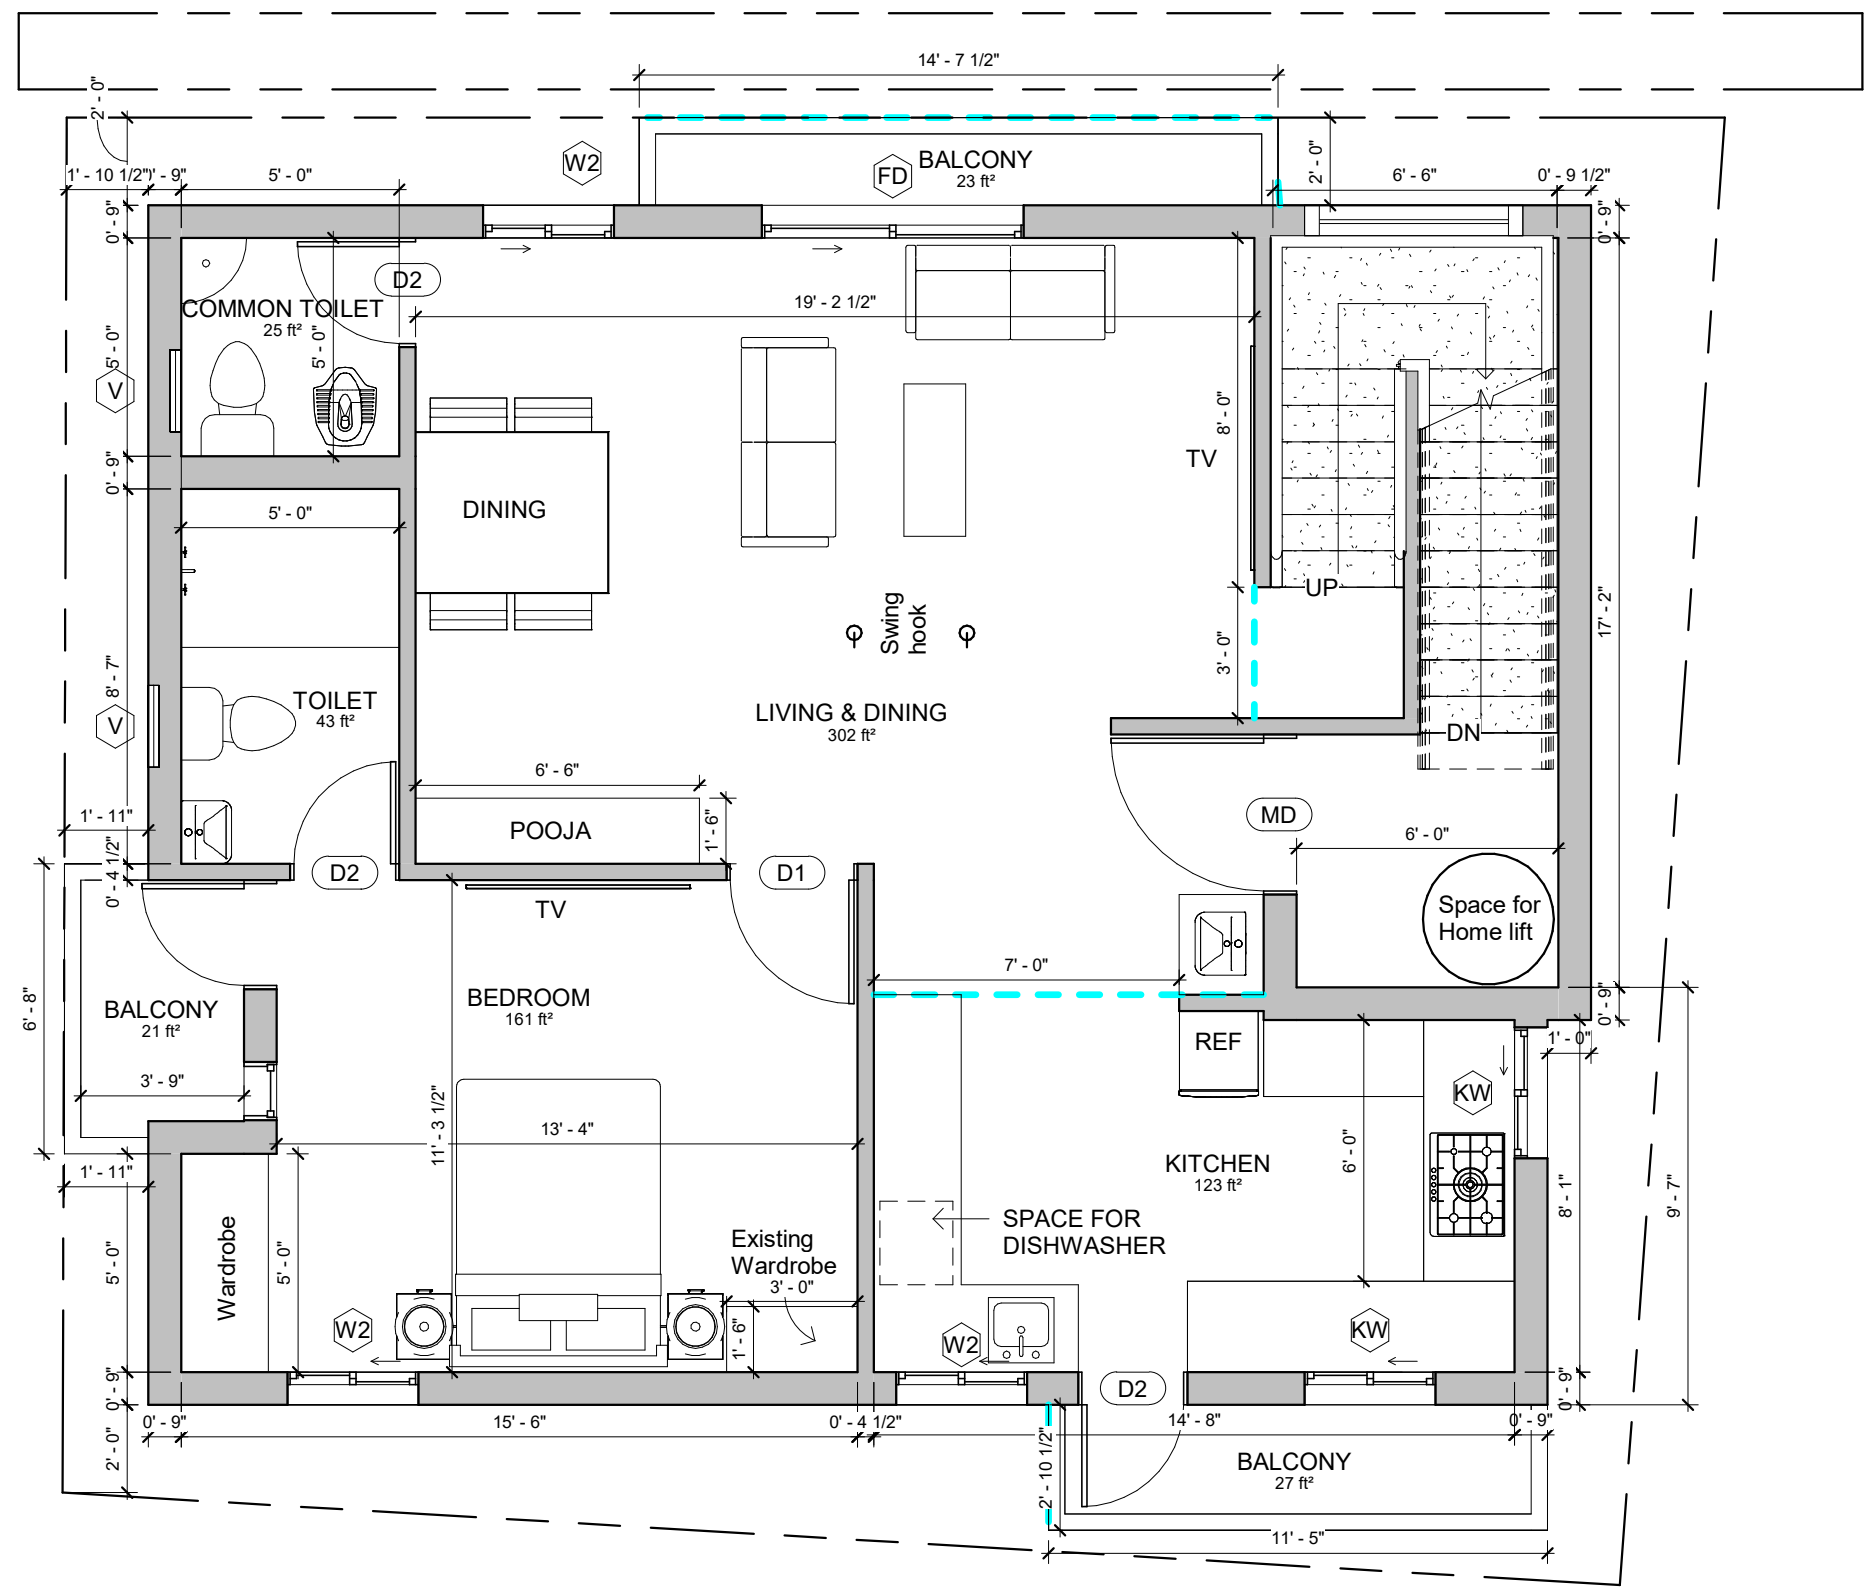 14' - 7 1/2"
2' - 0"
W2
FD
BALCONY
23 ft²
2' - 0"
1' - 10 1/2"
0' - 9"
5' - 0"
6' - 6"
0' - 9 1/2"
0' - 9"
0' - 9"
D2
COMMON TOILET
25 ft²
19' - 2 1/2"
5' - 0"
5' - 0"
V
8' - 0"
TV
0' - 9"
DINING
5' - 0"
UP
Swing
hook
17' - 2"
3' - 0"
8' - 7"
TOILET
43 ft²
V
LIVING & DINING
302 ft²
DN
6' - 6"
1' - 11"
POOJA
1' - 6"
MD
6' - 0"
0' - 4 1/2"
D2
D1
TV
Space for
Home lift
7' - 0"
6' - 8"
BALCONY
21 ft²
BEDROOM
161 ft²
0' - 9"
REF
1' - 0"
3' - 9"
KW
11' - 3 1/2"
13' - 4"
6' - 0"
1' - 11"
KITCHEN
123 ft²
8' - 1"
9' - 7"
SPACE FOR
DISHWASHER
Wardrobe
5' - 0"
5' - 0"
Existing
Wardrobe
3' - 0"
W2
1' - 6"
W2
KW
0' - 9"
D2
0' - 9"
0' - 9"
15' - 6"
0' - 4 1/2"
14' - 8"
0' - 9"
2' - 0"
2' - 10 1/2"
BALCONY
27 ft²
11' - 5"